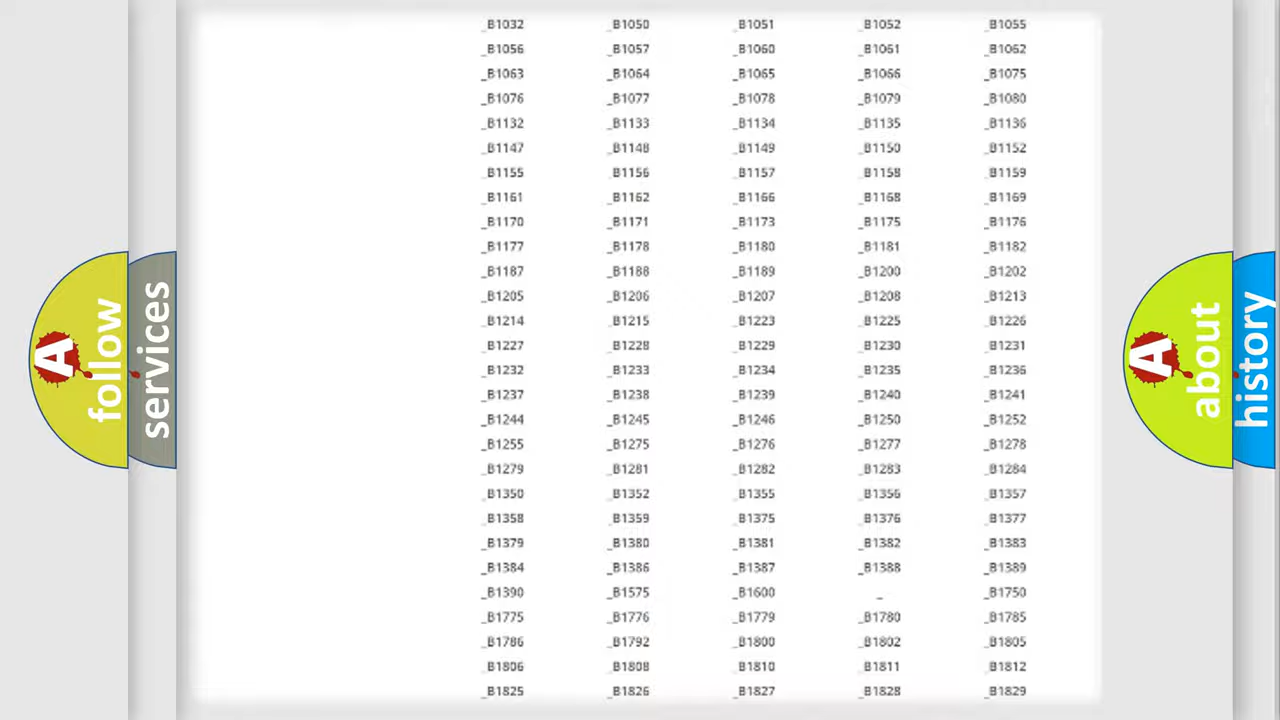 _B1032 _B1050 _B1051 _B1052 _B1055
_B1056 _B1057 _B1060 _B1061 _B1062
_B1063 _B1064 _B1065 _B1066 _B1075
_B1076 _B1077 _B1078 _B1079 _B1080
_B1132 _B1133 _B1134 _B1135 _B1136
_B1147 _B1148 _B1149 _B1150 _B1152
_B1155 _B1156 _B1157 _B1158 _B1159
_B1161 _B1162 _B1166 _B1168 _B1169
_B1170 _B1171 _B1173 _B1175 _B1176
_B1177 _B1178 _B1180 _B1181 _B1182
_B1187 _B1188 _B1189 _B1200 _B1202
_B1205 _B1206 _B1207 _B1208 _B1213
_B1214 _B1215 _B1223 _B1225 _B1226
_B1227 _B1228 _B1229 _B1230 _B1231
_B1232 _B1233 _B1234 _B1235 _B1236
_B1237 _B1238 _B1239 _B1240 _B1241
_B1244 _B1245 _B1246 _B1250 _B1252
_B1255 _B1275 _B1276 _B1277 _B1278
_B1279 _B1281 _B1282 _B1283 _B1284
_B1350 _B1352 _B1355 _B1356 _B1357
_B1358 _B1359 _B1375 _B1376 _B1377
_B1379 _B1380 _B1381 _B1382 _B1383
_B1384 _B1386 _B1387 _B1388 _B1389
_B1390 _B1575 _B1600 _ _B1750
_B1775 _B1776 _B1779 _B1780 _B1785
_B1786 _B1792 _B1800 _B1802 _B1805
_B1806 _B1808 _B1810 _B1811 _B1812
_B1825 _B1826 _B1827 _B1828 _B1829
A
follow
services
A
about
history